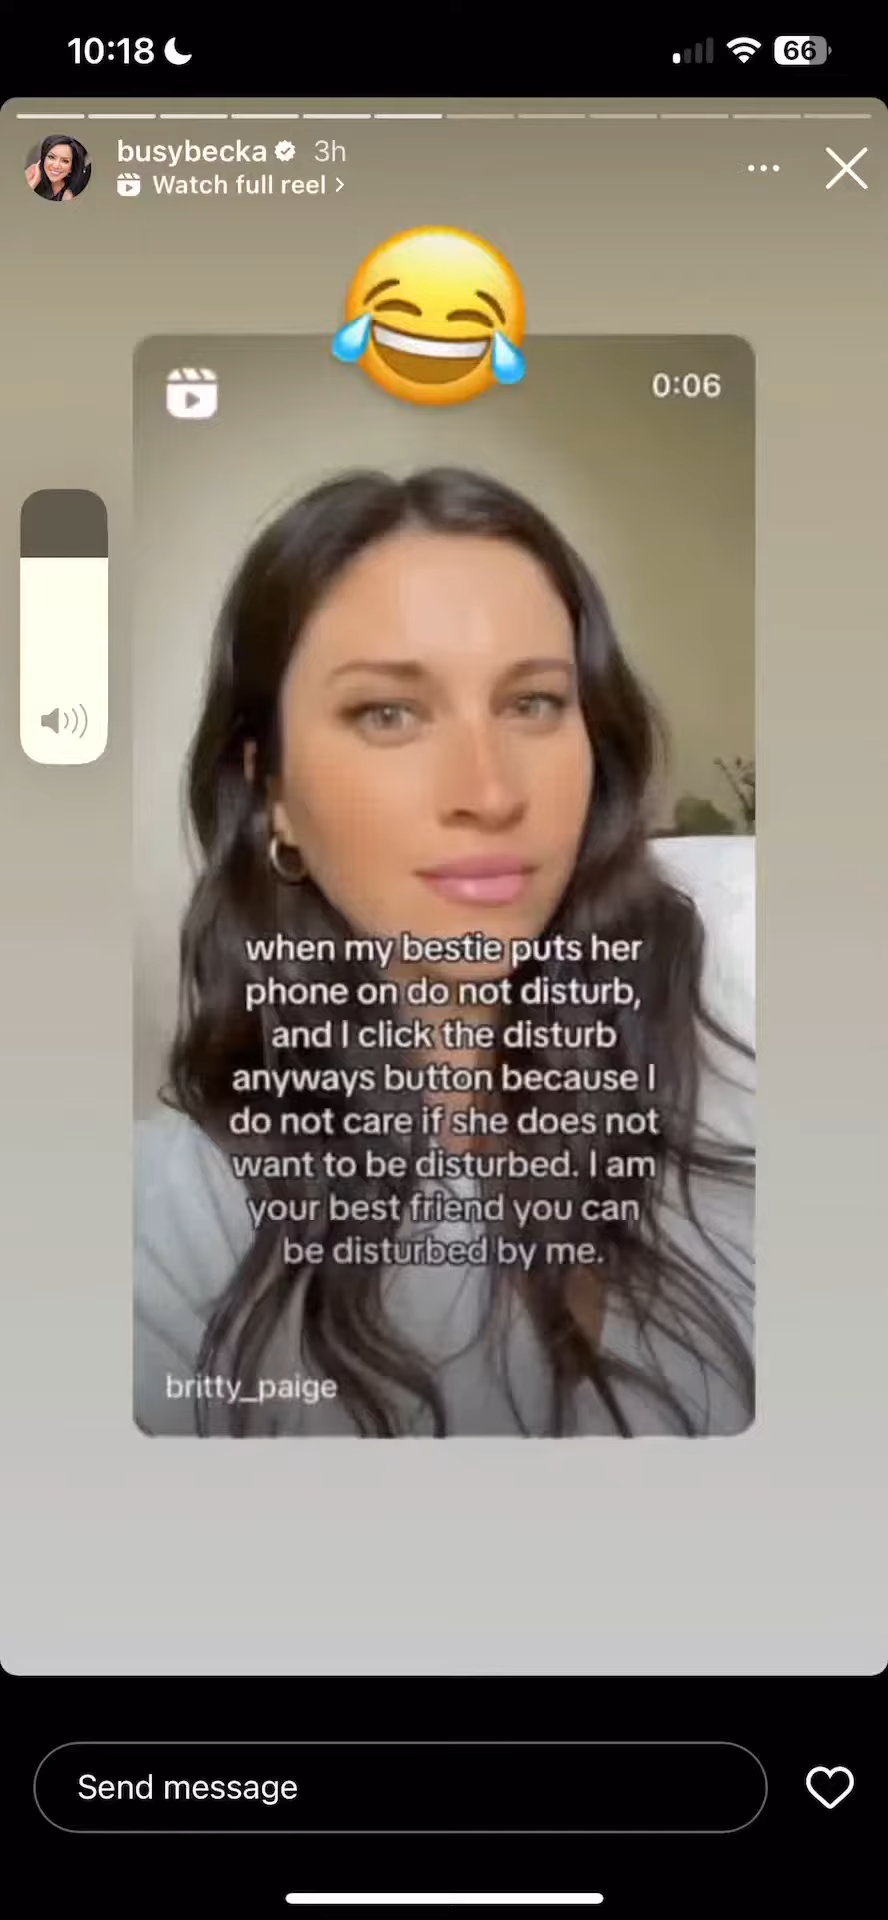 10:18
66
busybecka 3h
Watch full reel
0:06
when my bestie puts her
phone on do not disturb,
and I click the disturb
anyways button because I
do not care if she does not
want to be disturbed. I am
your best friend you can
be disturbed by me.
britty_paige
Send message